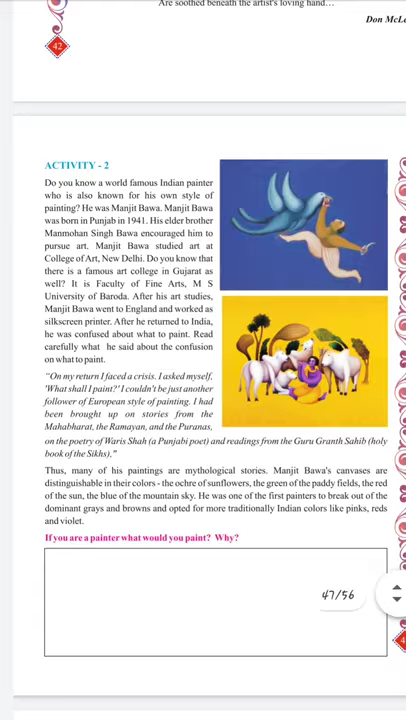 Are soothed beneath the artist's loving hand…
42
ACTIVITY - 2
Do you know a world famous Indian painter
who is also known for his own style of
painting? He was Manjit Bawa. Manjit Bawa
was born in Punjab in 1941. His elder brother
Manmohan Singh Bawa encouraged him to
pursue art. Manjit Bawa studied art at
College of Art, New Delhi. Do you know that
there is a famous art college in Gujarat as
well? It is Faculty of Fine Arts, M S
University of Baroda. After his art studies,
Manjit Bawa went to England and worked as
silkscreen printer. After he returned to India,
he was confused about what to paint. Read
carefully what he said about the confusion
on what to paint.
"On my return I faced a crisis. I asked myself,
'What shall I paint?' I couldn't be just another
follower of European style of painting. I had
been brought up on stories from the
Mahabharat, the Ramayan, and the Puranas,
on the poetry of Waris Shah (a Punjabi poet) and readings from the Guru Granth Sahib (holy
book of the Sikhs),"
Thus, many of his paintings are mythological stories. Manjit Bawa's canvases are
distinguishable in their colors - the ochre of sunflowers, the green of the paddy fields, the red
of the sun, the blue of the mountain sky. He was one of the first painters to break out of the
dominant grays and browns and opted for more traditionally Indian colors like pinks, reds
and violet.
If you are a painter what would you paint? Why?
47/56